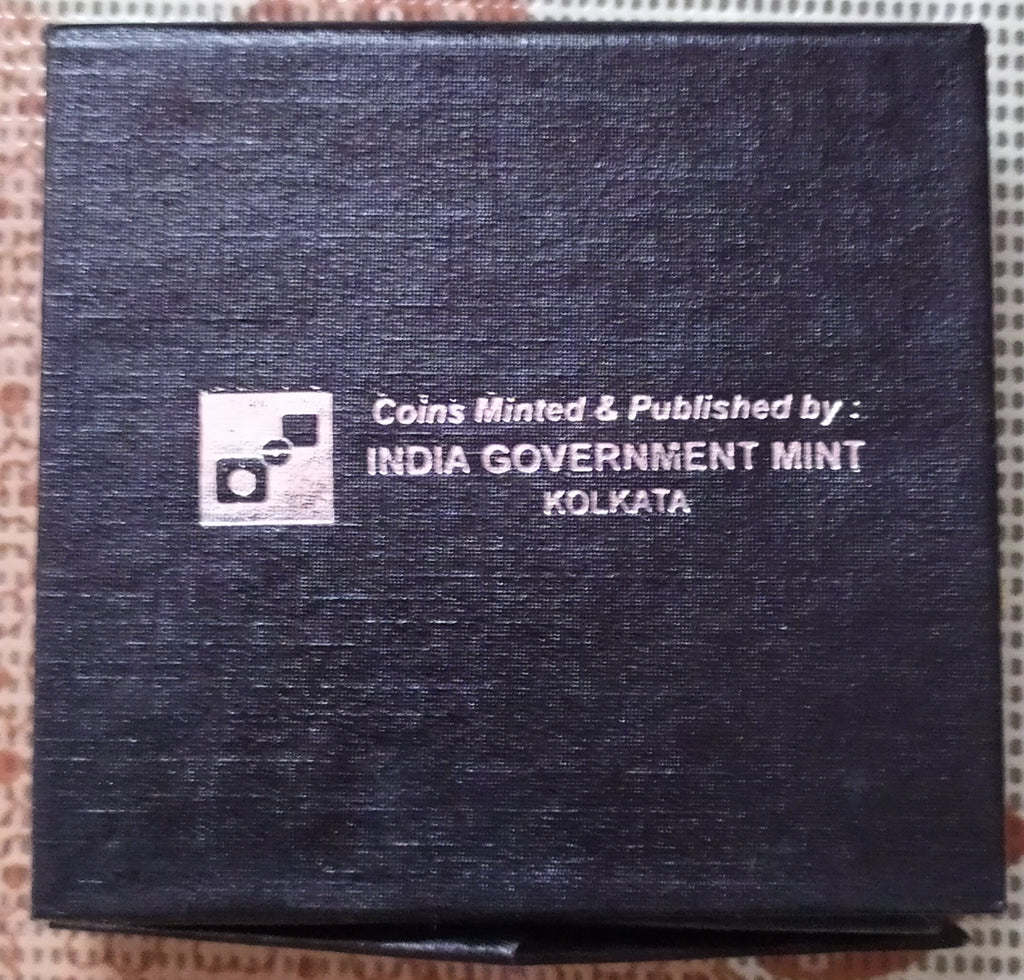 Coins Minted & Published by :
INDIA GOVERNMENT MINT
KOLKATA